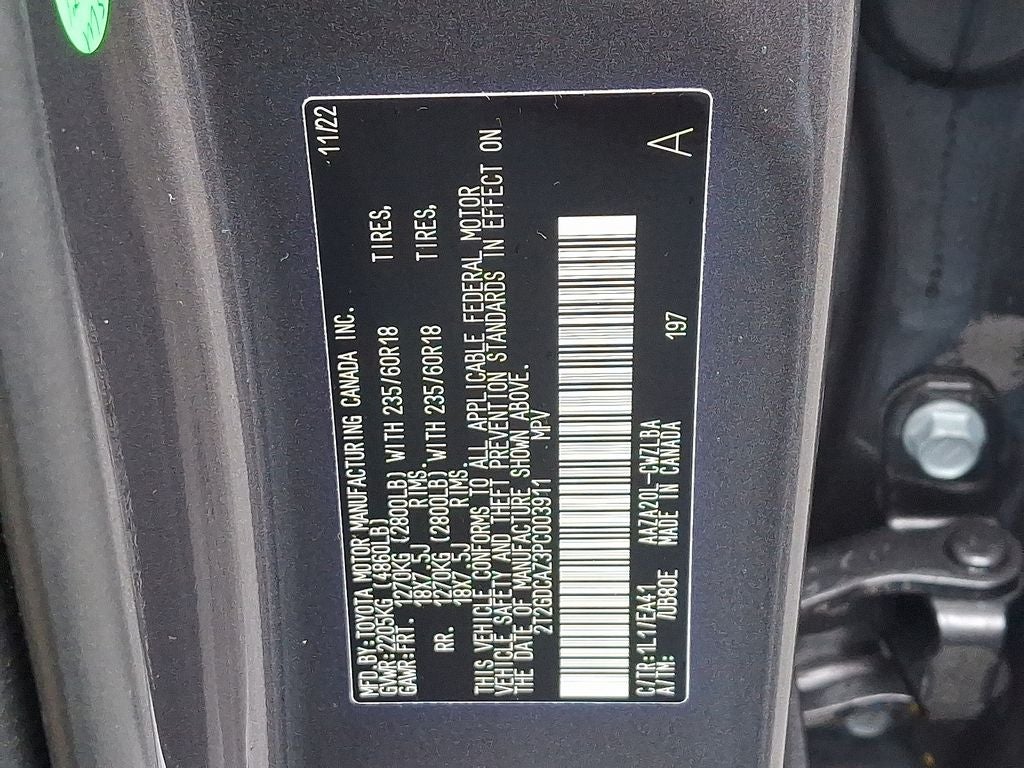 MFD.BY:TOYOTA MOTOR MANUFACTURING CANADA INC. 11/22
GVWR:2205KG (4860LB)
GAWR:FRT. 1270KG (2800LB) WITH 235/60R18 TIRES,
18X7.5J RIMS.
RR. 1270KG (2800LB) WITH 235/60R18 TIRES,
18X7.5J RIMS.
THIS VEHICLE CONFORMS TO ALL APPLICABLE FEDERAL MOTOR
VEHICLE SAFETY AND THEFT PREVENTION STANDARDS IN EFFECT ON
THE DATE OF MANUFACTURE SHOWN ABOVE.
2T26DCAZ3PC003911 MPV
C/TR:1L1/EA41 AAZA20L-CWZLBA 197 A
A/TM: /UB80E MADE IN CANADA